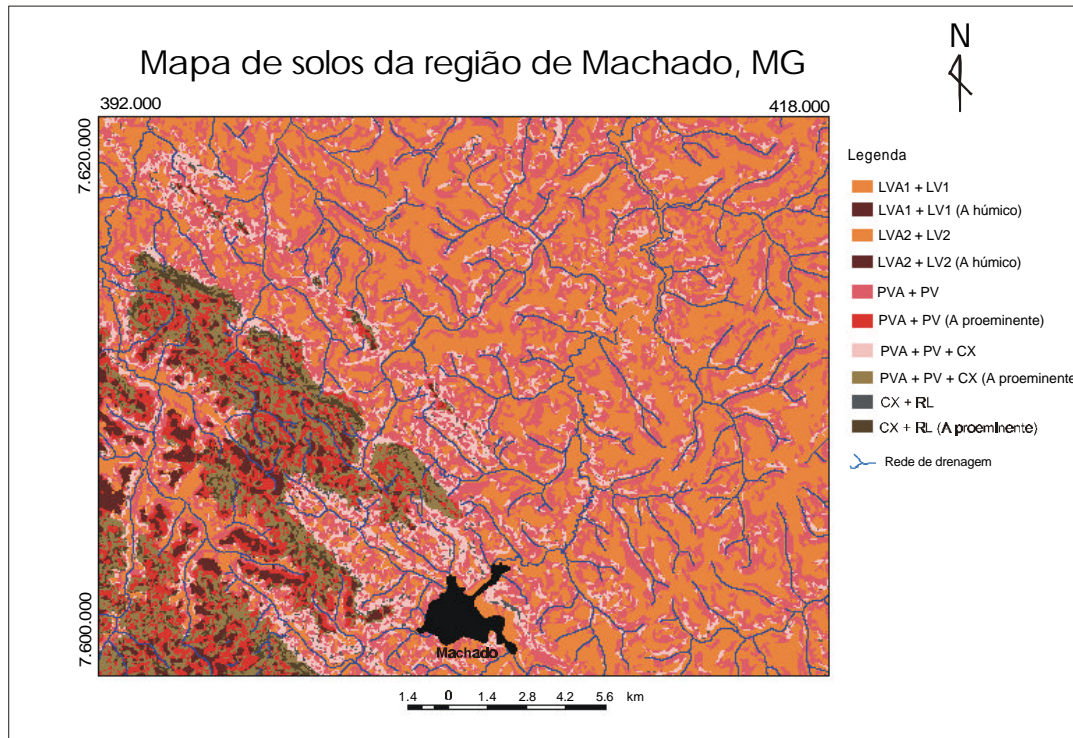 Mapa de solos da região de Machado, MG
N
392.000
418.000
7.620.000
7.600.000
Legenda
LVA1 + LV1
LVA1 + LV1 (A húmico)
LVA2 + LV2
LVA2 + LV2 (A húmico)
PVA + PV
PVA + PV (A proeminente)
PVA + PV + CX
PVA + PV + CX (A proeminente
CX + RL
CX + RL (A proeminente)
Rede de drenagem
Machado
1.4 0 1.4 2.8 4.2 5.6 km